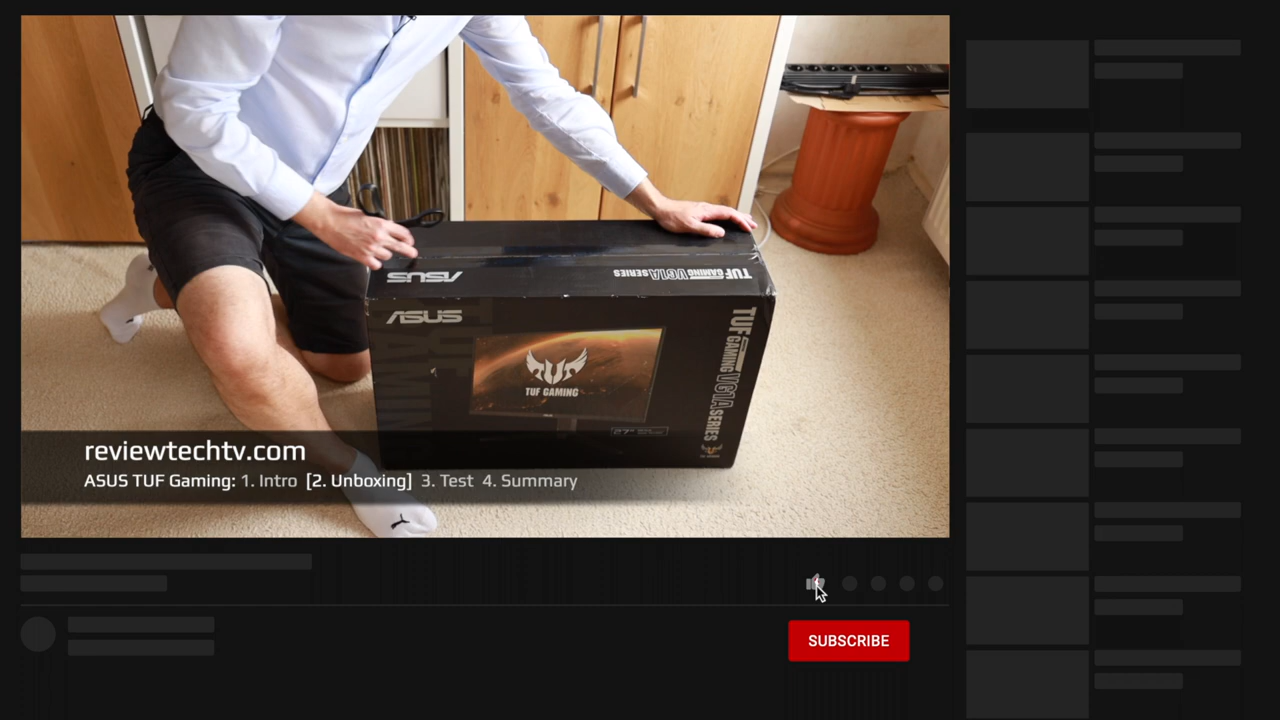 ASUS
TUF GAMING VG1A SERIES
ASUS
TUF GAMING VG1A SERIES
TUF GAMING
27"
reviewtechtv.com
ASUS TUF Gaming: 1. Intro [2. Unboxing] 3. Test 4. Summary
SUBSCRIBE